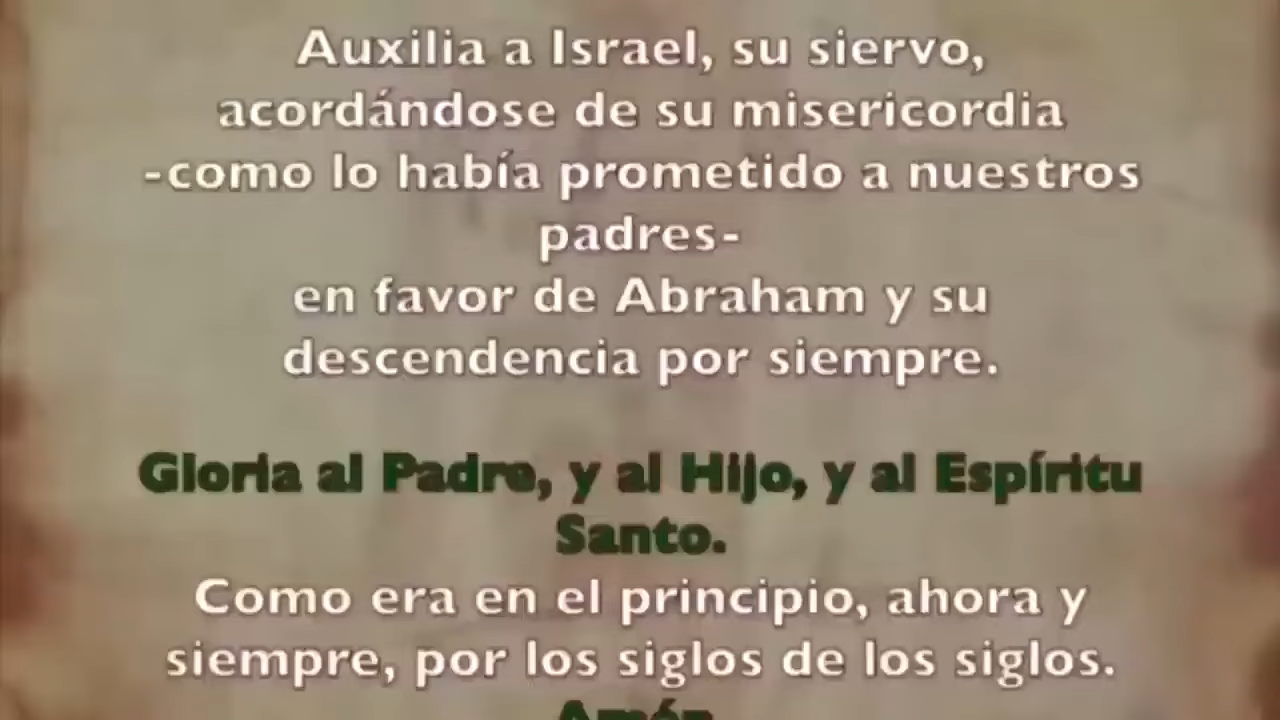 Auxilia a Israel, su siervo,
acordándose de su misericordia
-como lo había prometido a nuestros
padres-
en favor de Abraham y su
descendencia por siempre.
Gloria al Padre, y al Hijo, y al Espíritu
Santo.
Como era en el principio, ahora y
siempre, por los siglos de los siglos.
Amén.